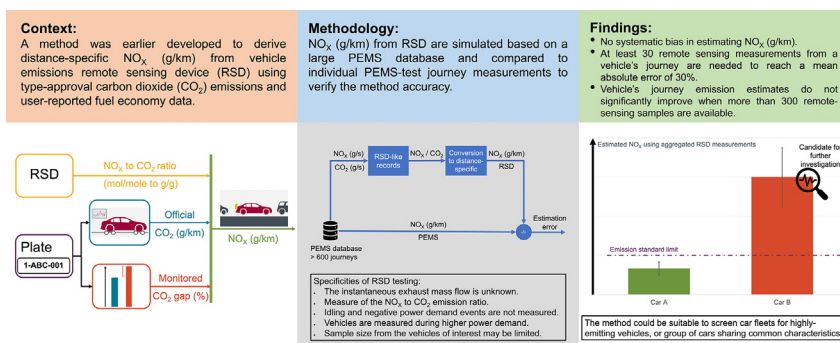 Context:
A method was earlier developed to derive
distance-specific NOX (g/km) from vehicle
emissions remote sensing device (RSD) using
type-approval carbon dioxide (CO2) emissions and
user-reported fuel economy data.
RSD
NOX to CO2 ratio
(mol/mole to g/g)
Plate
1-ABC-001
Official
CO2 (g/km)
Monitored
CO2 gap (%)
NOX (g/km)
Methodology:
NOX (g/km) from RSD are simulated based on a
large PEMS database and compared to
individual PEMS-test journey measurements to
verify the method accuracy.
NOX (g/s)
CO2 (g/s)
RSD-like
records
NOX / CO2
Conversion
to distance-
specific
NOX (g/km)
RSD
NOX (g/km)
PEMS
Estimation
error
PEMS database
> 600 journeys
Specificities of RSD testing:
· The instantaneous exhaust mass flow is unknown.
· Measure of the NOX to CO2 emission ratio.
· Idling and negative power demand events are not measured.
· Vehicles are measured during higher power demand.
· Sample size from the vehicles of interest may be limited.
Findings:
• No systematic bias in estimating NOX (g/km).
• At least 30 remote sensing measurements from a
vehicle's journey are needed to reach a mean
absolute error of 30%.
• Vehicle's journey emission estimates do not
significantly improve when more than 300 remote-
sensing samples are available.
Estimated NOX using aggregated RSD measurements
Candidate for
further
investigation
Emission standard limit
Car A
Car B
The method could be suitable to screen car fleets for highly-
emitting vehicles, or group of cars sharing common characteristics